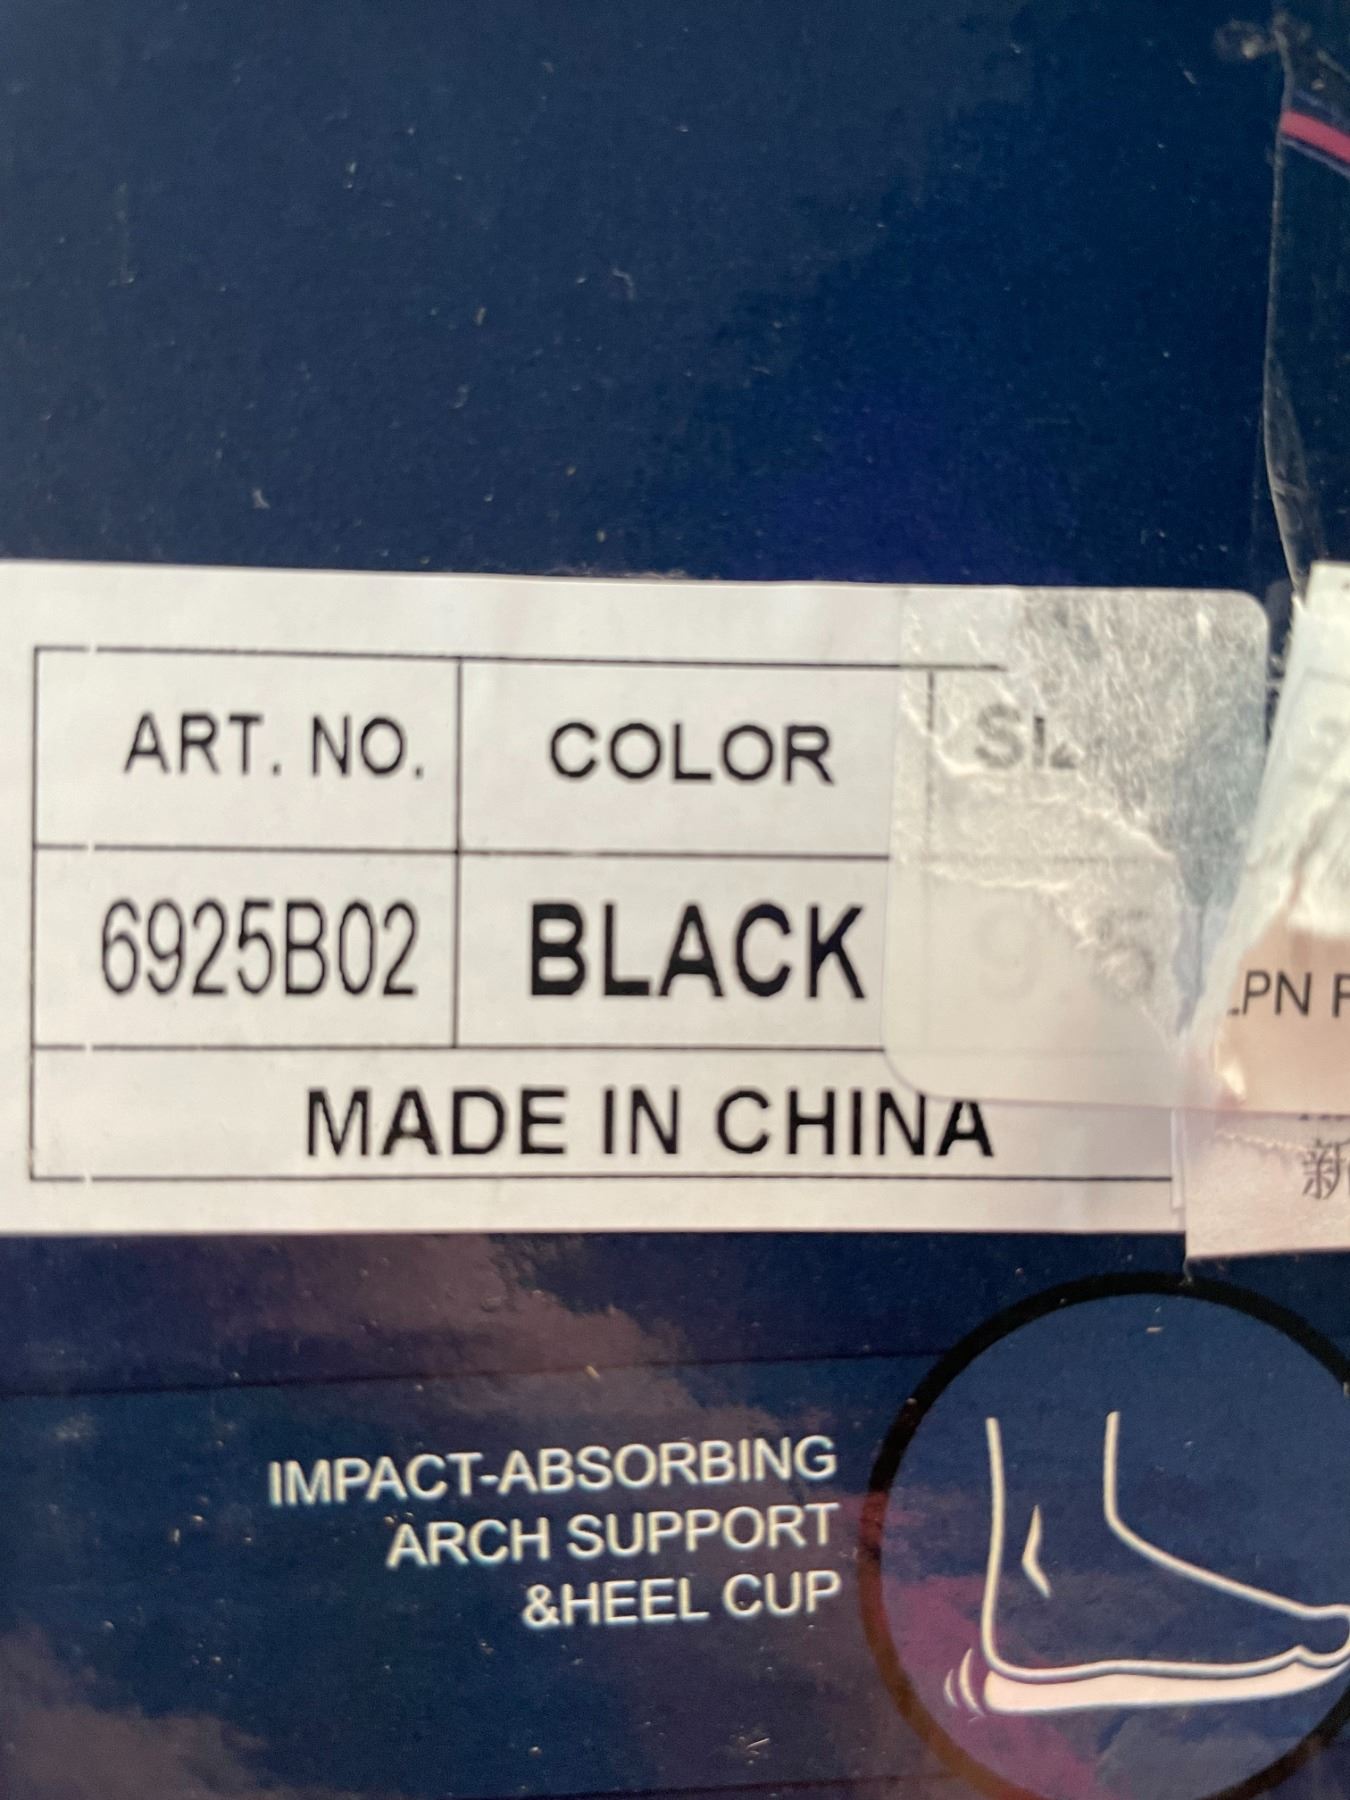 ART. NO. COLOR
6925B02 BLACK
MADE IN CHINA
IMPACT-ABSORBING
ARCH SUPPORT
&HEEL CUP